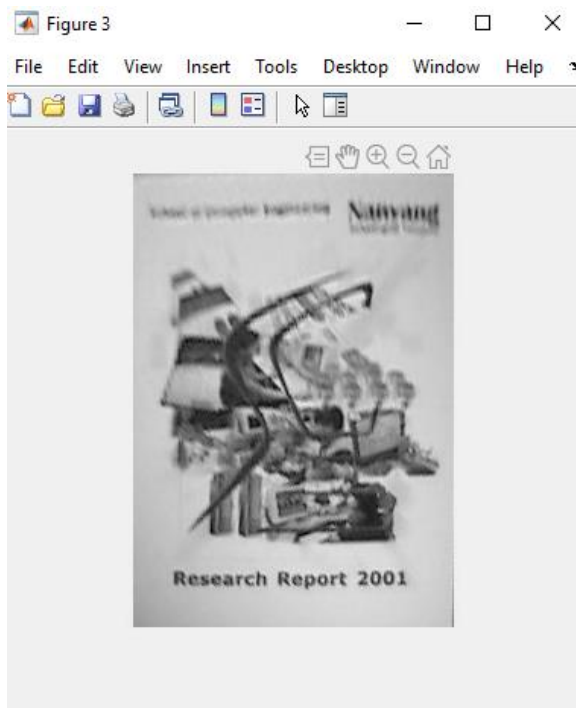 Figure 3
File Edit View Insert Tools Desktop Window Help
Nanyang
Research Report 2001